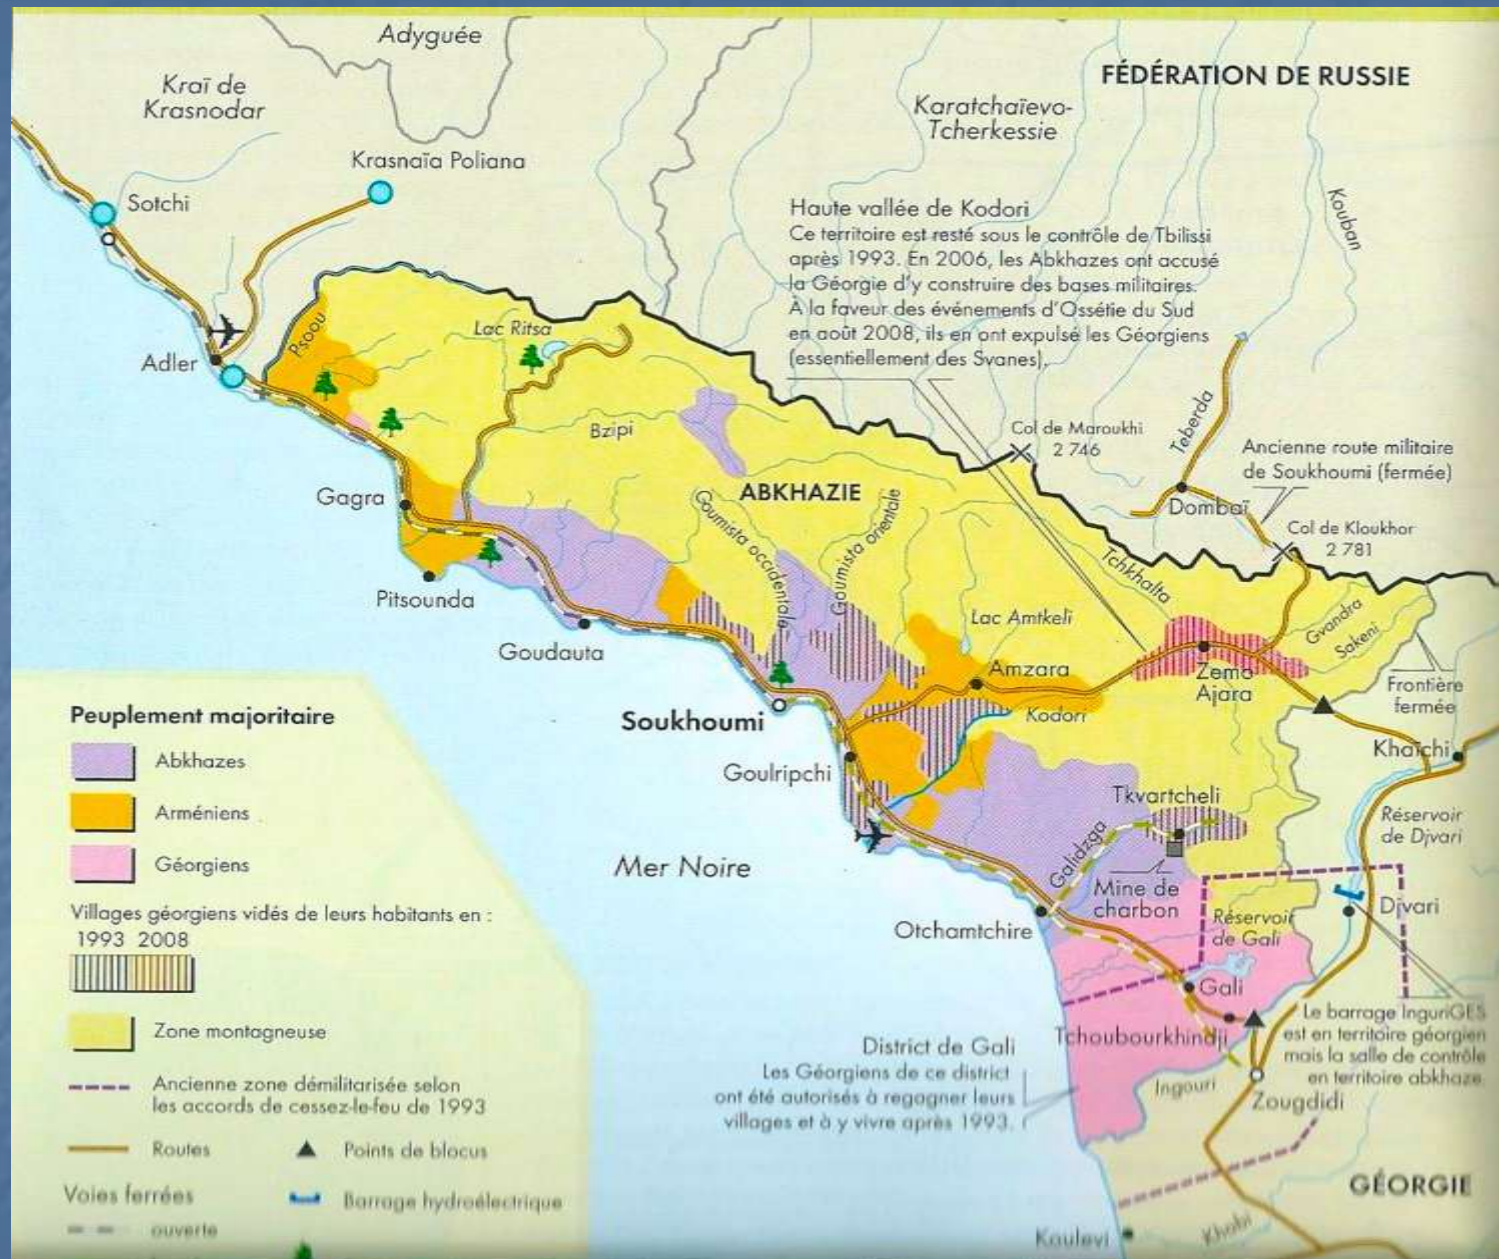 Adyguée
Kraï de
Krasnodar
FÉDÉRATION DE RUSSIE
Karatchaïevo-
Tcherkessie
Krasnaïa Poliana
Sotchi
Kouban
Haute vallée de Kodori
Ce territoire est resté sous le contrôle de Tbilissi
après 1993. En 2006, les Abkhazes ont accusé
la Géorgie d'y construire des bases militaires.
À la faveur des événements d'Ossétie du Sud
en août 2008, ils en ont expulsé les Géorgiens
(essentiellement des Svanes).
Psoou
Lac Ritsa
Adler
Bzipi
Col de Maroukhi
2 746
Teberda
Ancienne route militaire
de Soukhoumi (fermée)
Gagra
ABKHAZIE
Goumista occidentale
Goumista orientale
Dombaï
Col de Kloukhor
2 781
Tchkhalta
Pitsounda
Lac Amtkeli
Gvandra
Sakeni
Goudauta
Amzara
Zemo
Ajara
Frontière
fermée
Soukhoumi
Kodori
Khaïchi
Goulripchi
Tkvartcheli
Réservoir
de Djvari
Mer Noire
Galidzga
Mine de
charbon
Otchamtchire
Réservoir
de Gali
Djvari
Gali
Le barrage InguriGES
est en territoire géorgien
mais la salle de contrôle
en territoire abkhaze.
Tchoubourkhindji
District de Gali
Les Géorgiens de ce district
ont été autorisés à regagner leurs
villages et à y vivre après 1993.
Ingouri
Zougdidi
GÉORGIE
Koulevi
Khobi
Peuplement majoritaire
Abkhazes
Arméniens
Géorgiens
Villages géorgiens vidés de leurs habitants en :
1993 2008
Zone montagneuse
Ancienne zone démilitarisée selon
les accords de cessez-le-feu de 1993
Routes
Points de blocus
Voies ferrées
Barrage hydroélectrique
ouverte